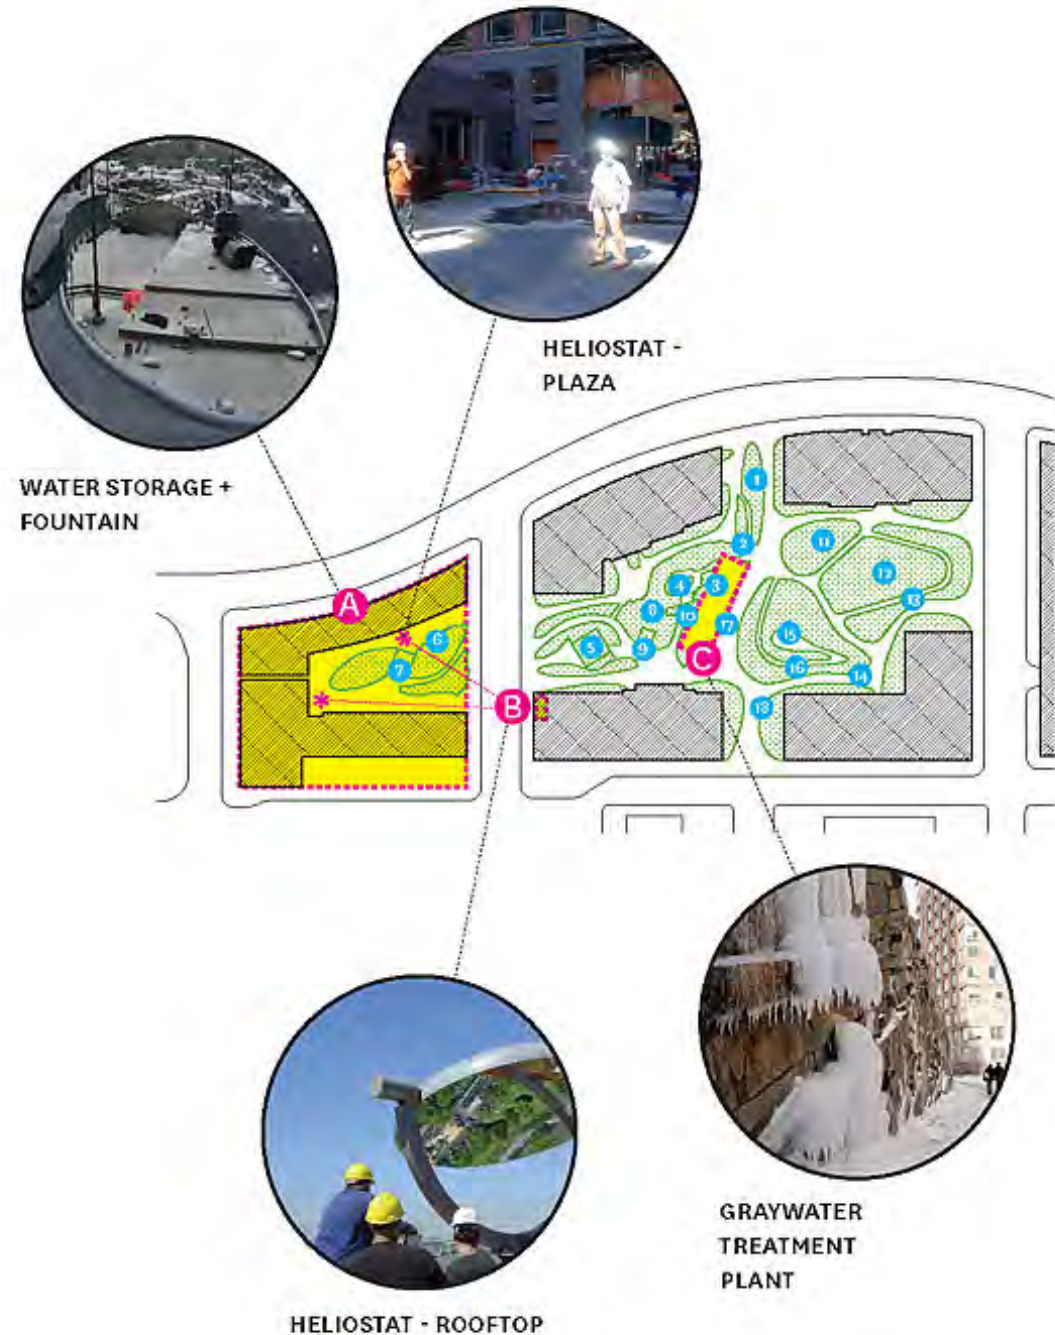 HELIOSTAT -
PLAZA
WATER STORAGE +
FOUNTAIN
1
2
11
12
A
4
3
13
8
10
6
17
15
5
9
7
C
16
14
B
18
GRAYWATER
TREATMENT
PLANT
HELIOSTAT - ROOFTOP